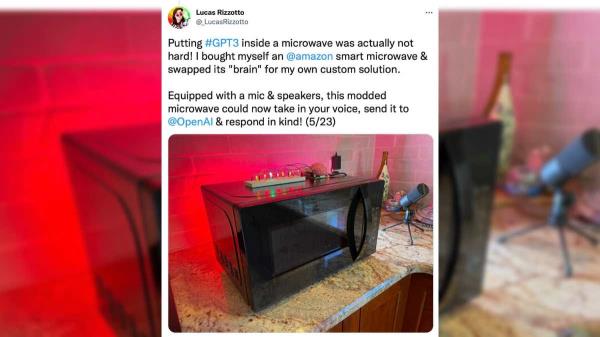 Lucas Rizzotto
@_LucasRizzotto
Putting #GPT3 inside a microwave was actually not
hard! I bought myself an @amazon smart microwave &
swapped its "brain" for my own custom solution.
Equipped with a mic & speakers, this modded
microwave could now take in your voice, send it to
@OpenAI & respond in kind! (5/23)